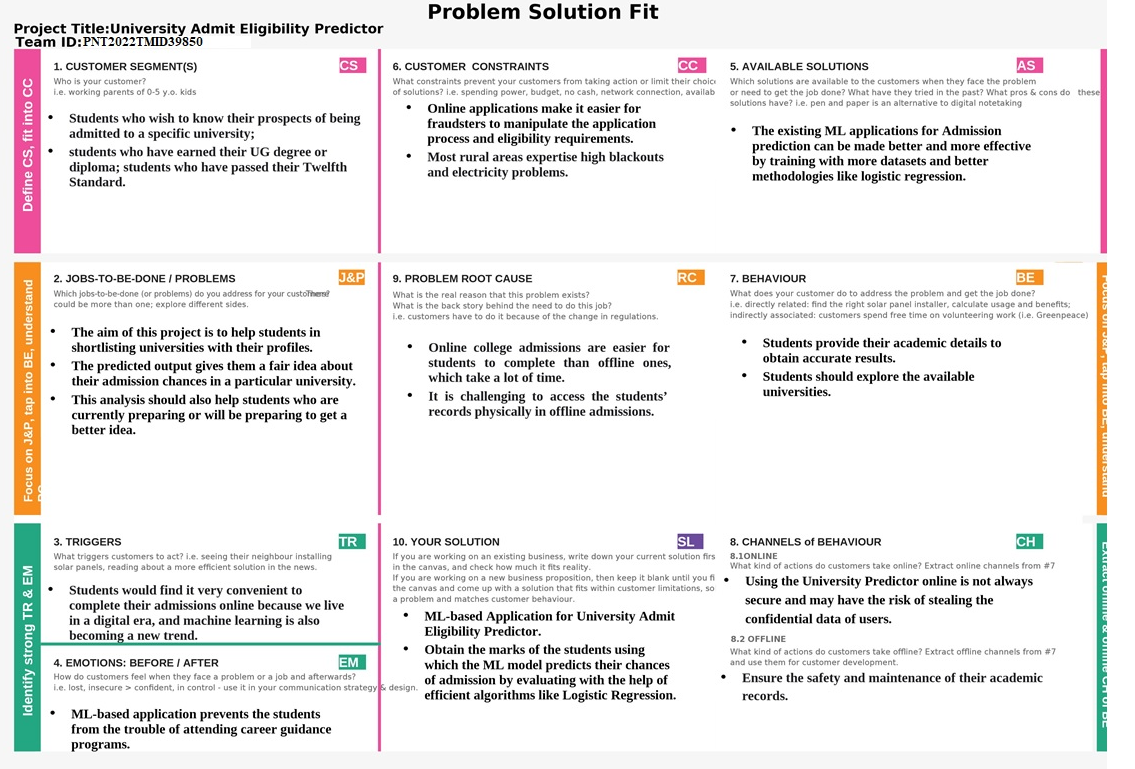 Problem Solution Fit
Project Title:University Admit Eligibility Predictor
Team ID:PNT2022TMID39850
Define CS, fit into CC
1. CUSTOMER SEGMENT(S)
CS
Who is your customer?
i.e. working parents of 0-5 y.o. kids
• Students who wish to know their prospects of being
admitted to a specific university;
• students who have earned their UG degree or
diploma; students who have passed their Twelfth
Standard.
6. CUSTOMER CONSTRAINTS
CC
What constraints prevent your customers from taking action or limit their choic
of solutions? i.e. spending power, budget, no cash, network connection, availab
• Online applications make it easier for
fraudsters to manipulate the application
process and eligibility requirements.
• Most rural areas expertise high blackouts
and electricity problems.
5. AVAILABLE SOLUTIONS
AS
Which solutions are available to the customers when they face the problem
or need to get the job done? What have they tried in the past? What pros & cons do these
solutions have? i.e. pen and paper is an alternative to digital notetaking
• The existing ML applications for Admission
prediction can be made better and more effective
by training with more datasets and better
methodologies like logistic regression.
Focus on J&P, tap into BE, understand
2. JOBS-TO-BE-DONE / PROBLEMS
J&P
Which jobs-to-be-done (or problems) do you address for your customers? There
could be more than one; explore different sides.
• The aim of this project is to help students in
shortlisting universities with their profiles.
• The predicted output gives them a fair idea about
their admission chances in a particular university.
• This analysis should also help students who are
currently preparing or will be preparing to get a
better idea.
9. PROBLEM ROOT CAUSE
RC
What is the real reason that this problem exists?
What is the back story behind the need to do this job?
i.e. customers have to do it because of the change in regulations.
• Online college admissions are easier for
students to complete than offline ones,
which take a lot of time.
• It is challenging to access the students'
records physically in offline admissions.
7. BEHAVIOUR
BE
What does your customer do to address the problem and get the job done?
i.e. directly related: find the right solar panel installer, calculate usage and benefits;
indirectly associated: customers spend free time on volunteering work (i.e. Greenpeace)
• Students provide their academic details to
obtain accurate results.
• Students should explore the available
universities.
Focus on J&P, tap into BE, understand
Identify strong TR & EM
3. TRIGGERS
TR
What triggers customers to act? i.e. seeing their neighbour installing
solar panels, reading about a more efficient solution in the news.
• Students would find it very convenient to
complete their admissions online because we live
in a digital era, and machine learning is also
becoming a new trend.
4. EMOTIONS: BEFORE / AFTER
EM
How do customers feel when they face a problem or a job and afterwards?
i.e. lost, insecure > confident, in control - use it in your communication strategy & design.
• ML-based application prevents the students
from the trouble of attending career guidance
programs.
10. YOUR SOLUTION
SL
If you are working on an existing business, write down your current solution firs
in the canvas, and check how much it fits reality.
If you are working on a new business proposition, then keep it blank until you fi
the canvas and come up with a solution that fits within customer limitations, so
a problem and matches customer behaviour.
• ML-based Application for University Admit
Eligibility Predictor.
• Obtain the marks of the students using
which the ML model predicts their chances
of admission by evaluating with the help of
efficient algorithms like Logistic Regression.
8. CHANNELS of BEHAVIOUR
CH
8.1ONLINE
What kind of actions do customers take online? Extract online channels from #7
• Using the University Predictor online is not always
secure and may have the risk of stealing the
confidential data of users.
8.2 OFFLINE
What kind of actions do customers take offline? Extract offline channels from #7
and use them for customer development.
• Ensure the safety and maintenance of their academic
records.
Extract online & offline CH of BE